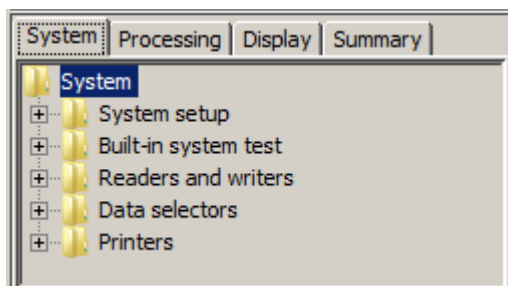 System Processing Display Summary
System
System setup
Built-in system test
Readers and writers
Data selectors
Printers